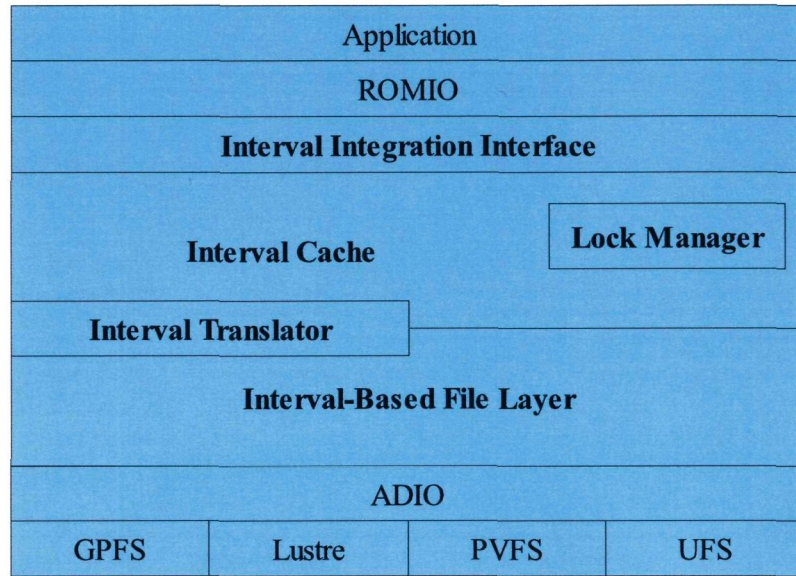 Application
ROMIO
Interval Integration Interface
Lock Manager
Interval Cache
Interval Translator
Interval-Based File Layer
ADIO
GPFS Lustre PVFS UFS